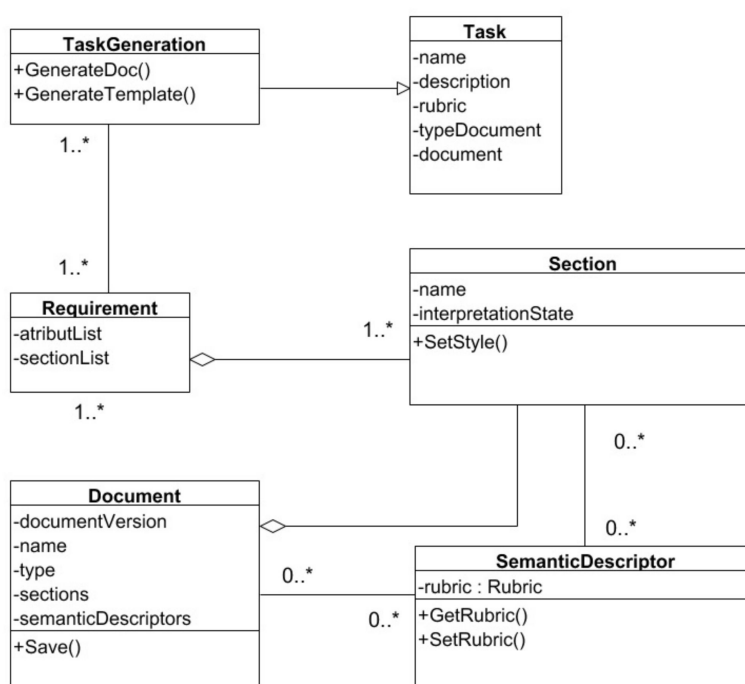 TaskGeneration
+GenerateDoc()
+GenerateTemplate()
Task
-name
-description
-rubric
-typeDocument
-document
1..*
1..*
Requirement
-atributList
-sectionList
1..*
1..*
Section
-name
-interpretationState
+SetStyle()
0..*
0..*
Document
-documentVersion
-name
-type
-sections
-semanticDescriptors
+Save()
0..*
0..*
SemanticDescriptor
-rubric : Rubric
+GetRubric()
+SetRubric()